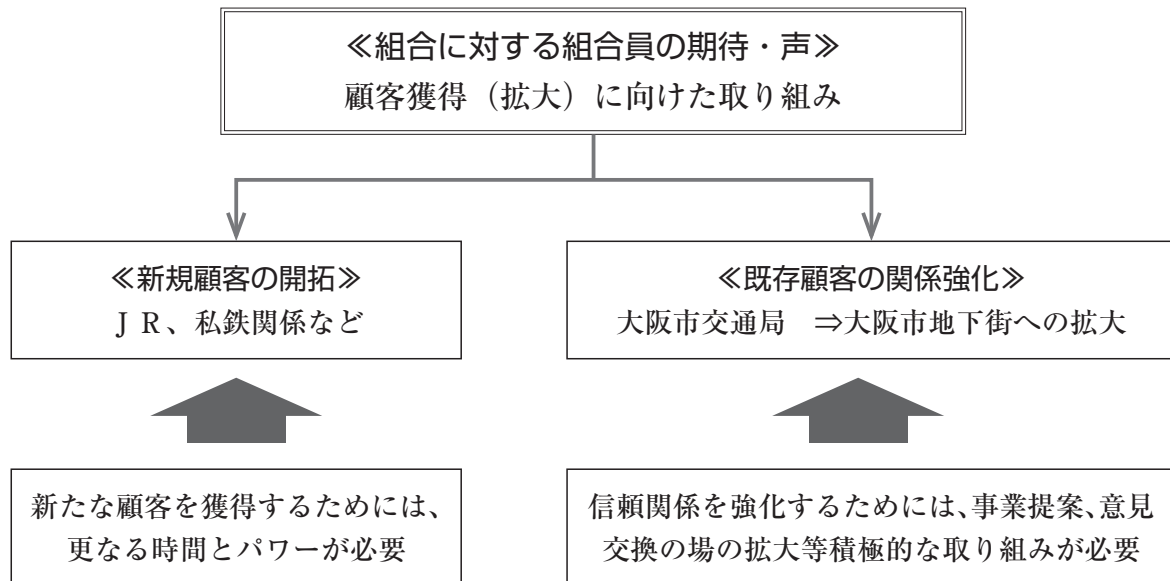 ≪組合に対する組合員の期待・声≫
顧客獲得（拡大）に向けた取り組み
≪新規顧客の開拓≫
ＪＲ、私鉄関係など
≪既存顧客の関係強化≫
大阪市交通局　⇒大阪市地下街への拡大
新たな顧客を獲得するためには、
更なる時間とパワーが必要
信頼関係を強化するためには、事業提案、意見
交換の場の拡大等積極的な取り組みが必要